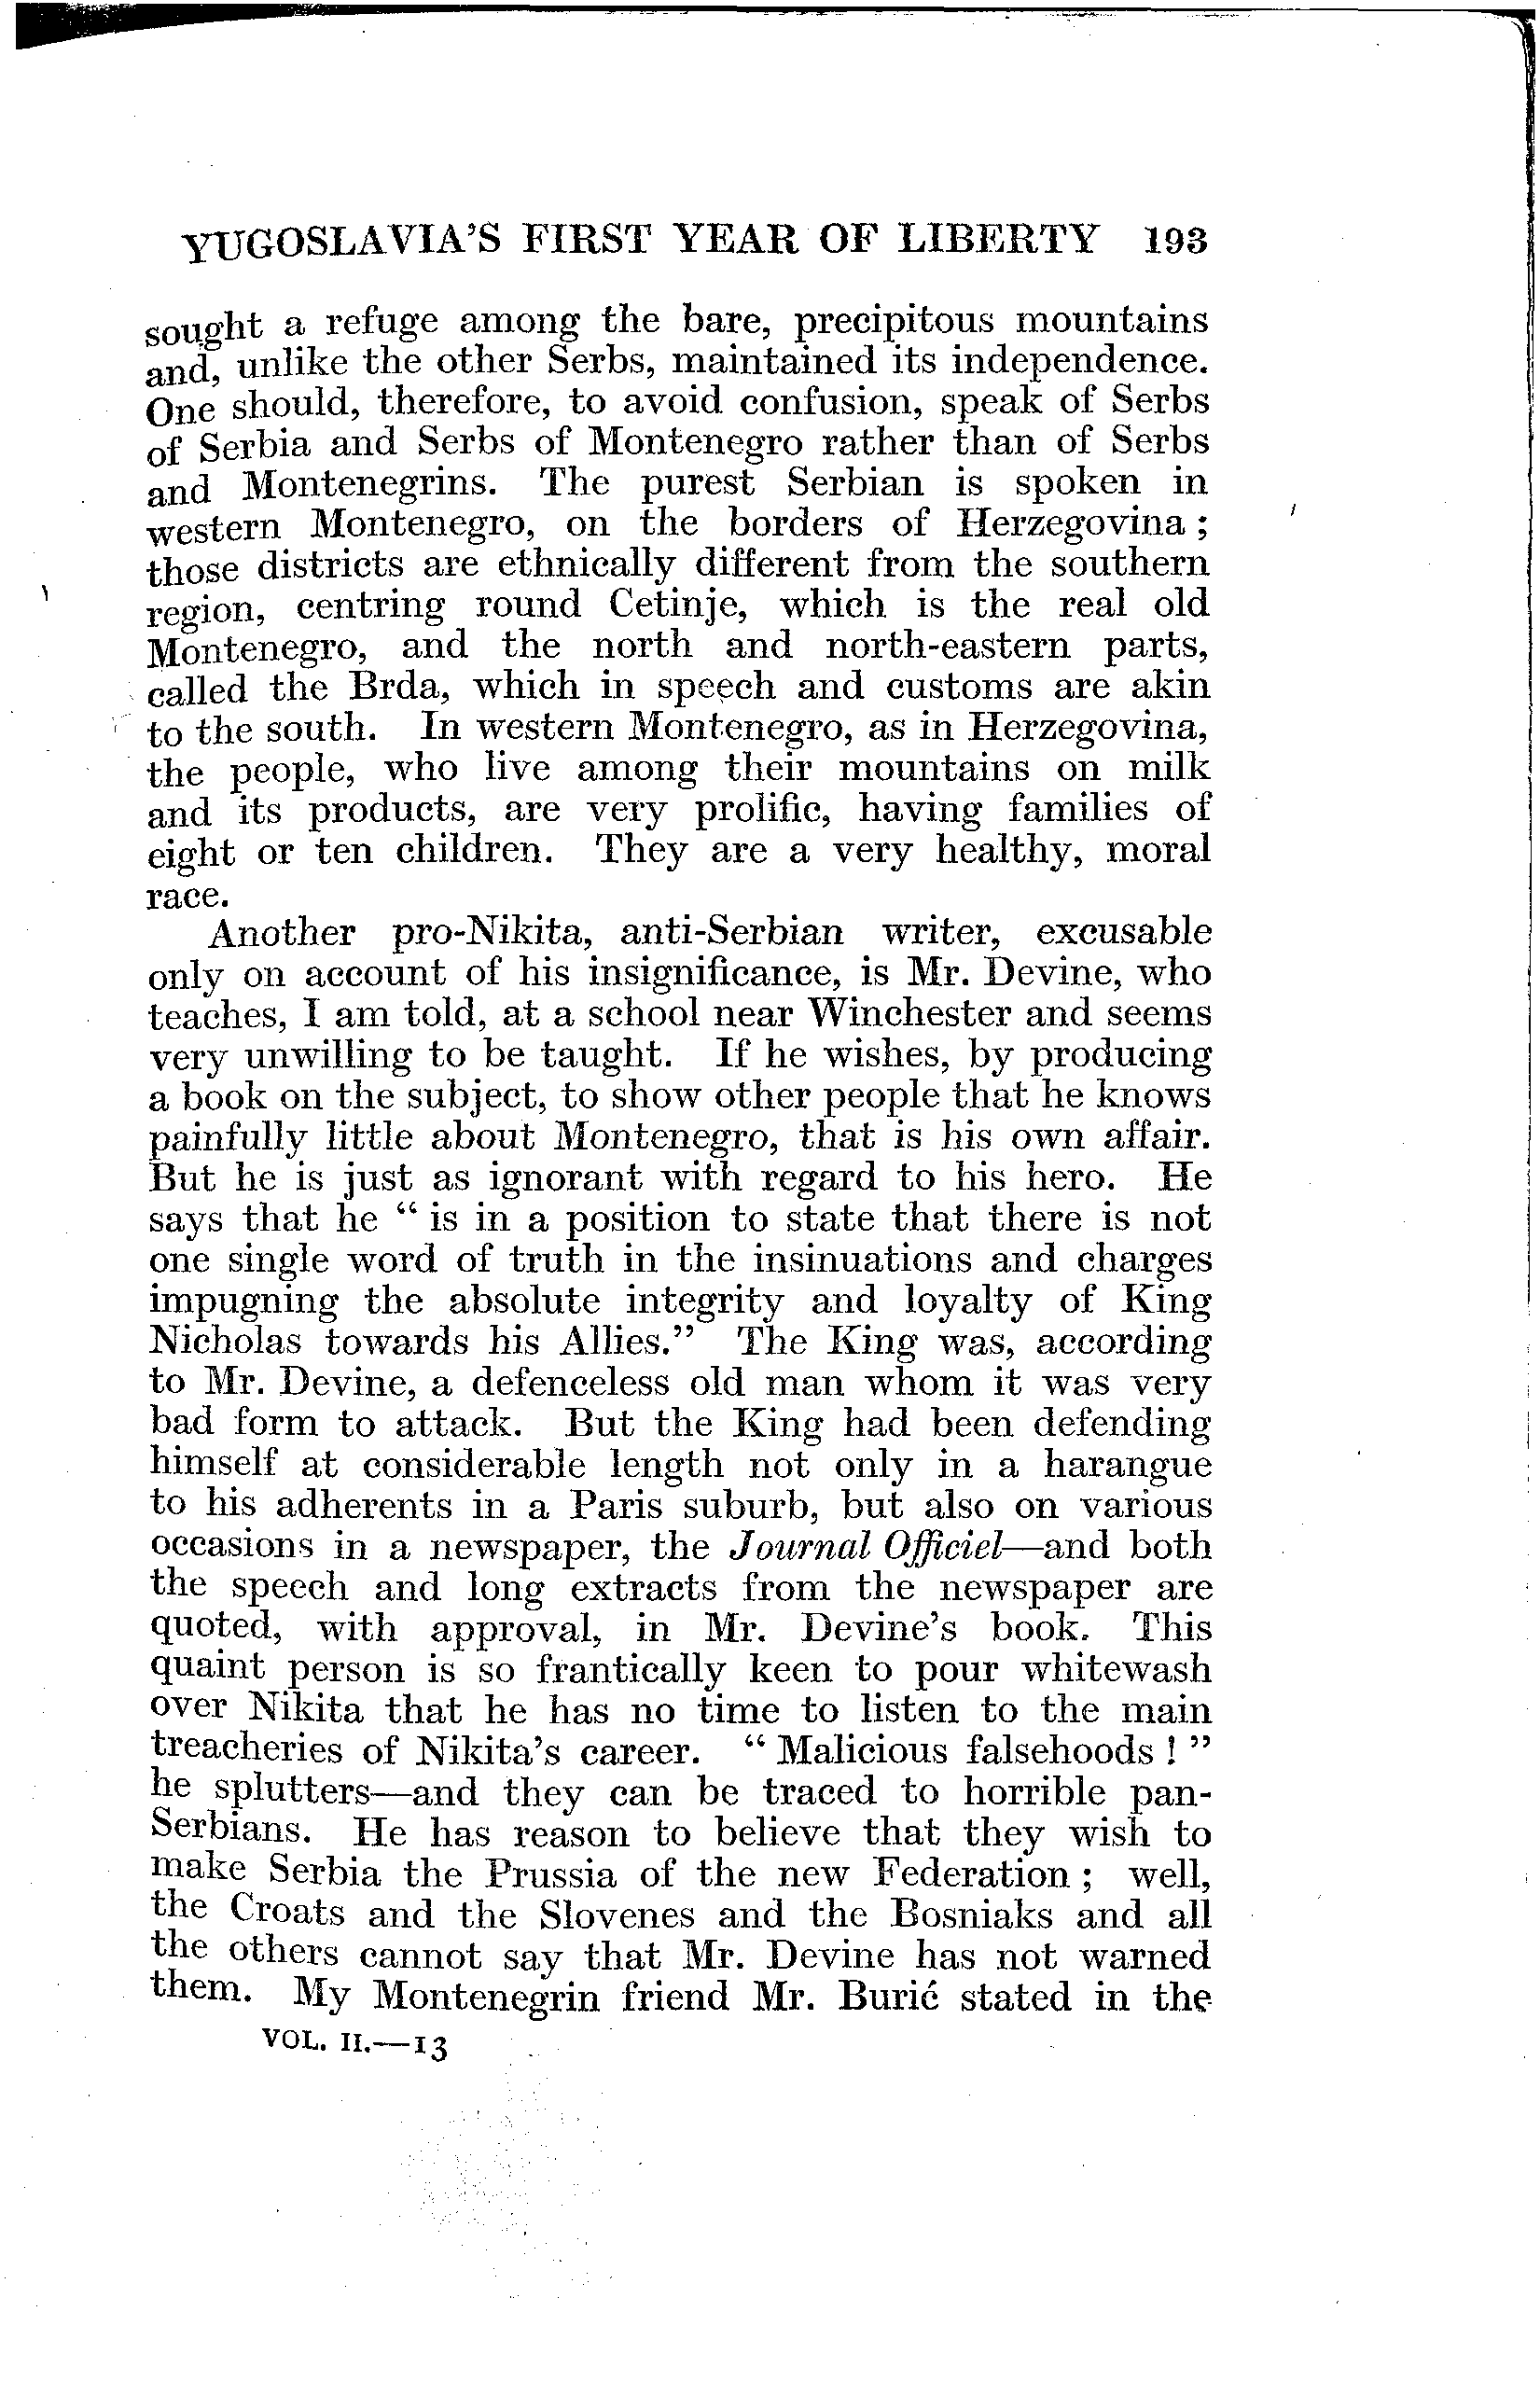 YUGOSLAVIA'S FIRST YEAR OF LIBERTY 193
sought a refuge among the bare, precipitous mountains
and, unlike the other Serbs, maintained its independence.
One should, therefore, to avoid confusion, speak of Serbs
of Serbia and Serbs of Montenegro rather than of Serbs
and Montenegrins. The purest Serbian is spoken in
western Montenegro, on the borders of Herzegovina ;
those districts are ethnically different from the southern
region, centring round Cetinje, which is the real old
Montenegro, and the north and north-eastern parts,
called the Brda, which in speech and customs are akin
to the south. In western Montenegro, as in Herzegovina,
the people, who live among their mountains on milk
and its products, are very prolific, having families of
eight or ten children. They are a very healthy, moral
race.
Another pro-Nikita, anti-Serbian writer, excusable
only on account of his insignificance, is Mr. Devine, who
teaches, I am told, at a school near Winchester and seems
very unwilling to be taught. If he wishes, by producing
a book on the subject, to show other people that he knows
painfully little about Montenegro, that is his own affair.
But he is just as ignorant with regard to his hero. He
says that he “ is in a position to state that there is not
one single word of truth in the insinuations and charges
impugning the absolute integrity and loyalty of King
Nicholas towards his Allies.” The King was, according
to Mr. Devine, a defenceless old man whom it was very
bad form to attack. But the King had been defending
himself at considerable length not only in a harangue
to his adherents in a Paris suburb, but also on various
occasions in a newspaper, the Journal Officiel—and both
the speech and long extracts from the newspaper are
quoted, with approval, in Mr. Devine's book. This
quaint person is so frantically keen to pour whitewash
over Nikita that he has no time to listen to the main
treacheries of Nikita's career. “ Malicious falsehoods ! ”
he splutters—and they can be traced to horrible pan-
Serbians. He has reason to believe that they wish to
make Serbia the Prussia of the new Federation ; well,
the Croats and the Slovenes and the Bosniaks and all
the others cannot say that Mr. Devine has not warned
them. My Montenegrin friend Mr. Burić stated in the
VOL. II.—13